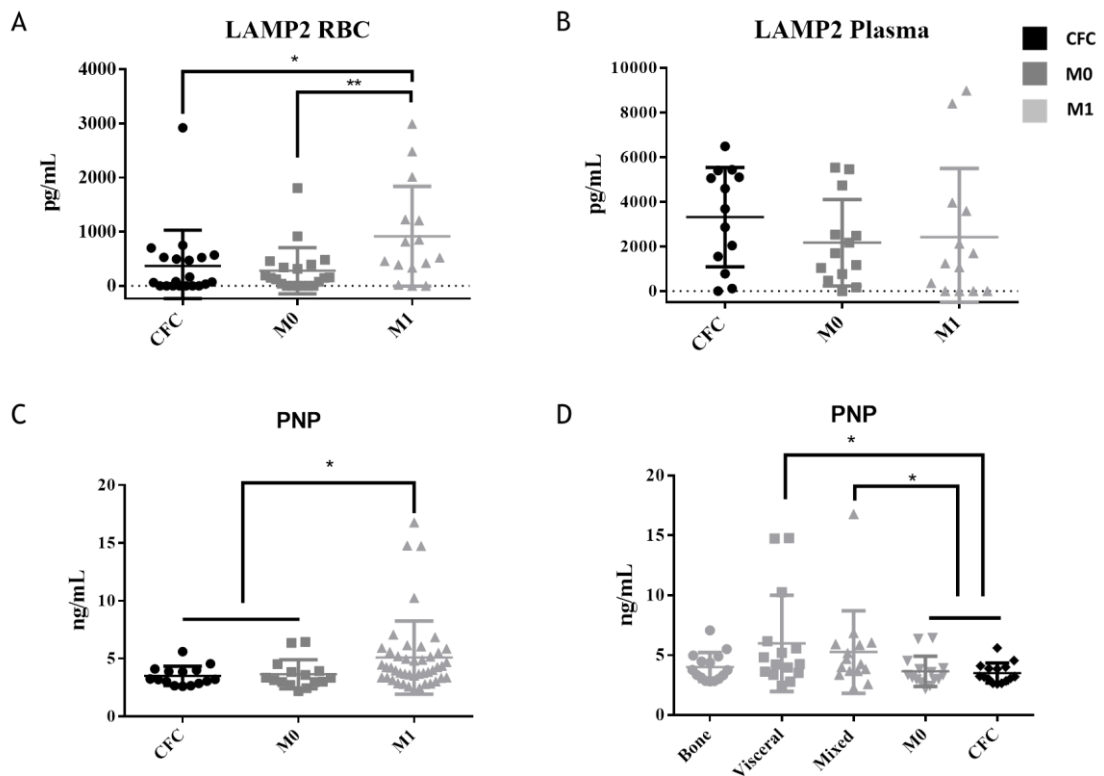 A
LAMP2 RBC
*
**
pg/mL
4000
3000
2000
1000
0
CFC
M0
M1
B
LAMP2 Plasma
pg/mL
10000
8000
6000
4000
2000
0
CFC
M0
M1
CFC
M0
M1
C
PNP
*
ng/mL
20
15
10
5
0
CFC
M0
M1
D
PNP
*
*
ng/mL
20
15
10
5
0
Bone
Visceral
Mixed
M0
CFC